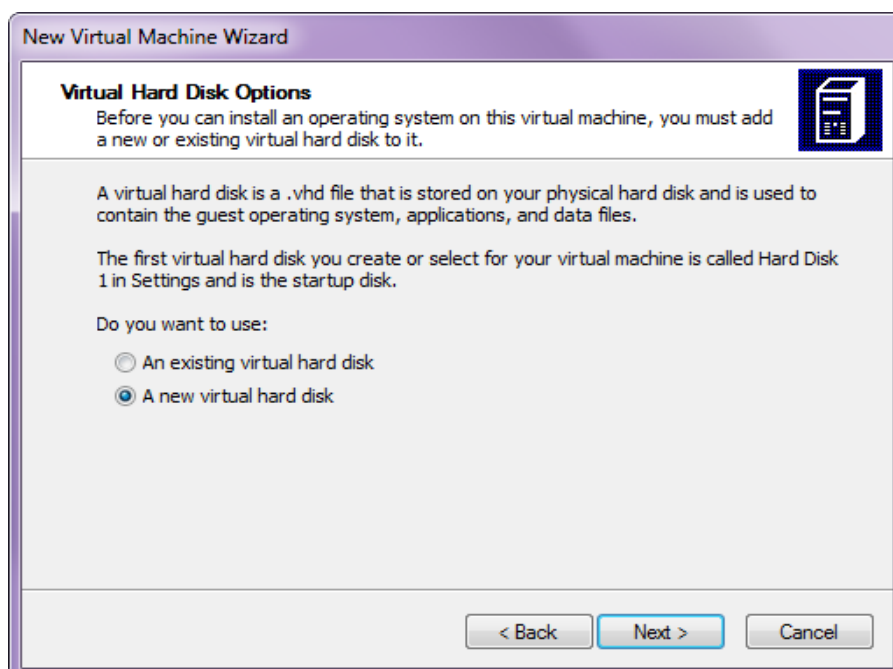 New Virtual Machine Wizard
Virtual Hard Disk Options
Before you can install an operating system on this virtual machine, you must add
a new or existing virtual hard disk to it.
A virtual hard disk is a .vhd file that is stored on your physical hard disk and is used to
contain the guest operating system, applications, and data files.
The first virtual hard disk you create or select for your virtual machine is called Hard Disk
1 in Settings and is the startup disk.
Do you want to use:
An existing virtual hard disk
A new virtual hard disk
< Back Next > Cancel